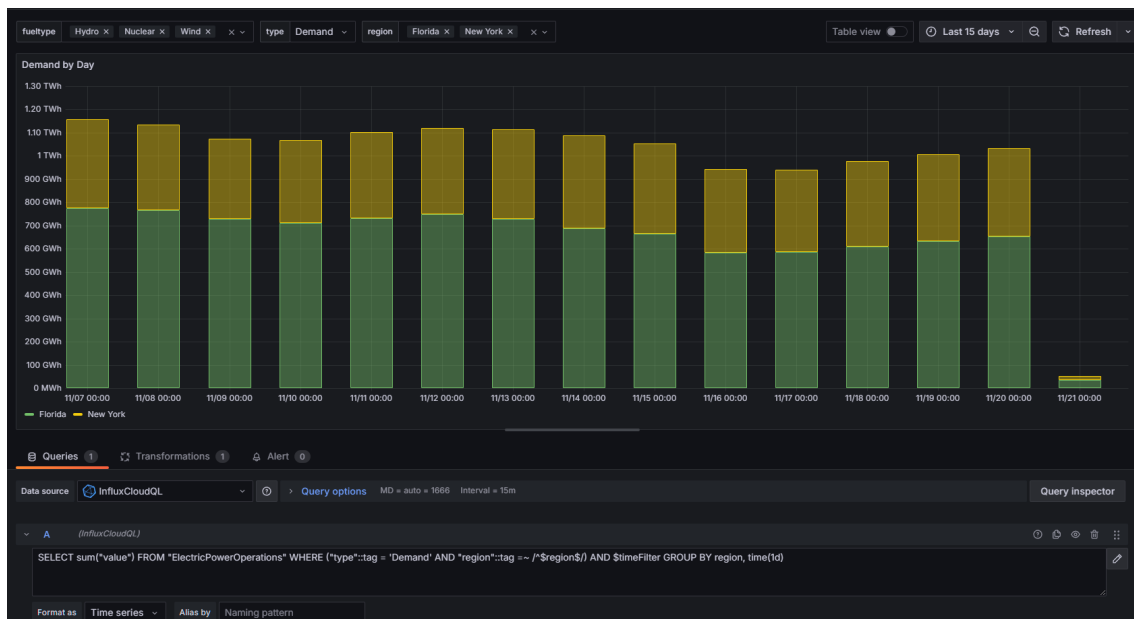 fueltype Hydro × Nuclear × Wind × × type Demand region Florida × New York × × Table view Last 15 days Refresh
Demand by Day
1.30 TWh
1.20 TWh
1.10 TWh
1 TWh
900 GWh
800 GWh
700 GWh
600 GWh
500 GWh
400 GWh
300 GWh
200 GWh
100 GWh
0 MWh
11/07 00:00 11/08 00:00 11/09 00:00 11/10 00:00 11/11 00:00 11/12 00:00 11/13 00:00 11/14 00:00 11/15 00:00 11/16 00:00 11/17 00:00 11/18 00:00 11/19 00:00 11/20 00:00 11/21 00:00
Florida New York
Queries 1 Transformations 1 Alert 0
Data source InfluxCloudQL Query options MD = auto = 1666 Interval = 15m Query inspector
A (InfluxCloudQL)
SELECT sum("value") FROM "ElectricPowerOperations" WHERE ("type"::tag = 'Demand' AND "region"::tag =~ /^$region$/) AND $timeFilter GROUP BY region, time(1d)
Format as Time series Alias by Naming pattern